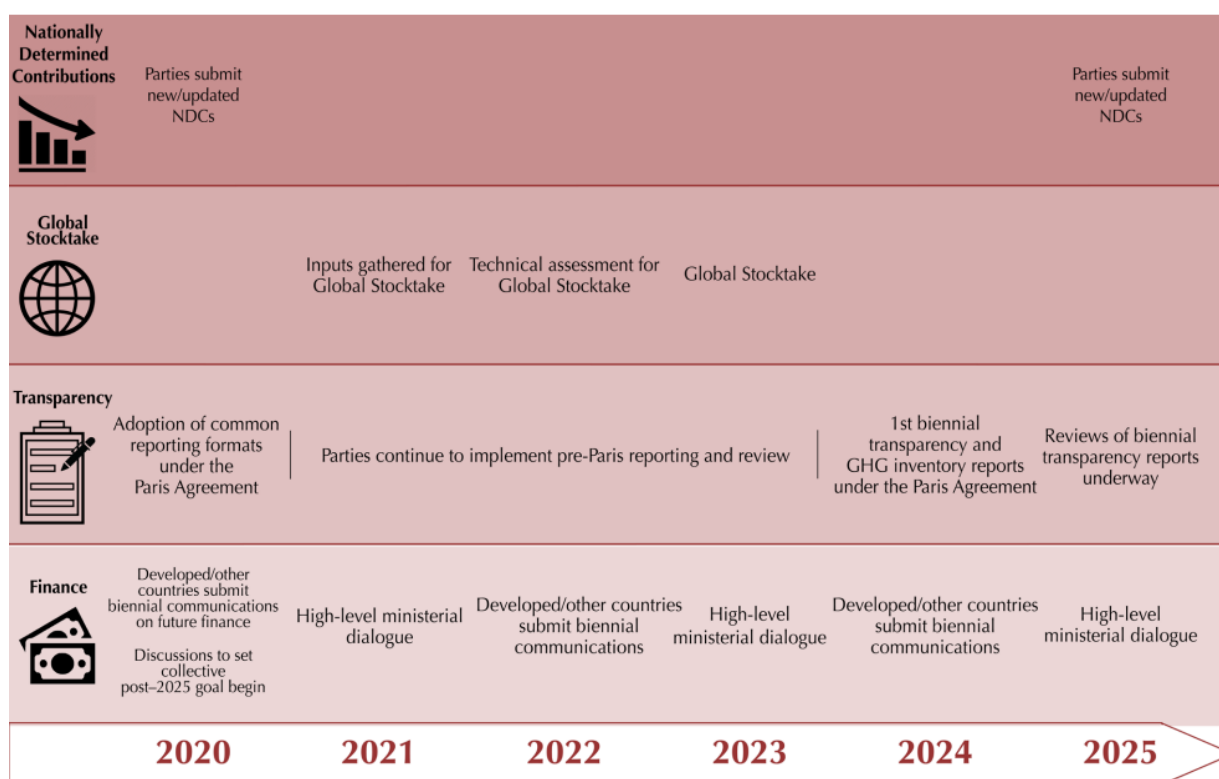 Nationally
Determined
Contributions
Parties submit
new/updated
NDCs
Parties submit
new/updated
NDCs
Global
Stocktake
Inputs gathered for
Global Stocktake
Technical assessment for
Global Stocktake
Global Stocktake
Transparency
Adoption of common
reporting formats
under the
Paris Agreement
Parties continue to implement pre-Paris reporting and review
1st biennial
transparency and
GHG inventory reports
under the Paris Agreement
Reviews of biennial
transparency reports
underway
Finance
Developed/other
countries submit
biennial communications
on future finance
Discussions to set
collective
post–2025 goal begin
High-level ministerial
dialogue
Developed/other countries
submit biennial
communications
High-level
ministerial dialogue
Developed/other countries
submit biennial
communications
High-level
ministerial dialogue
2020
2021
2022
2023
2024
2025